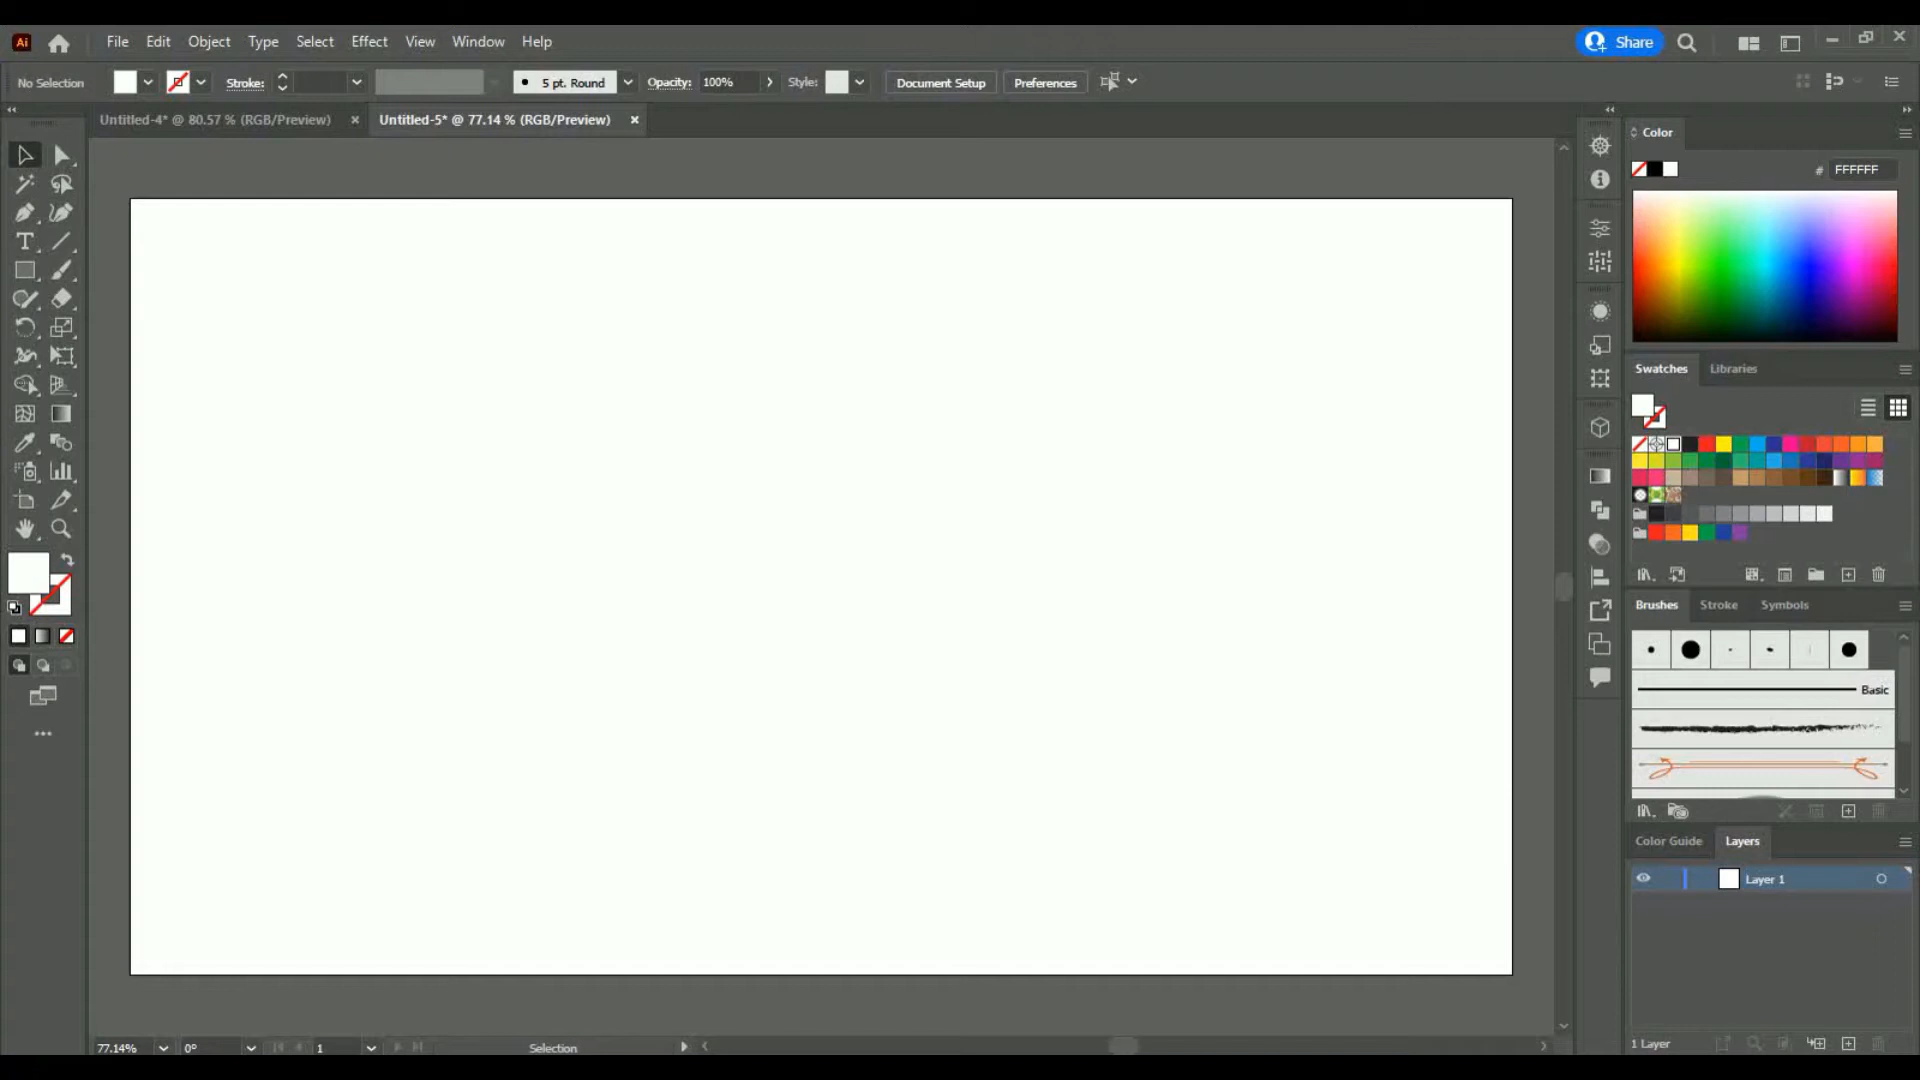 Ai File Edit Object Type Select Effect View Window Help Share
No Selection Stroke: 5 pt. Round Opacity: 100% Style: Document Setup Preferences
Untitled-4* @ 80.57 % (RGB/Preview) × Untitled-5* @ 77.14 % (RGB/Preview) ×
Color
# FFFFFF
Swatches Libraries
Brushes Stroke Symbols
Basic
Color Guide Layers
Layer 1
1 Layer
77.14% 0° 1 Selection